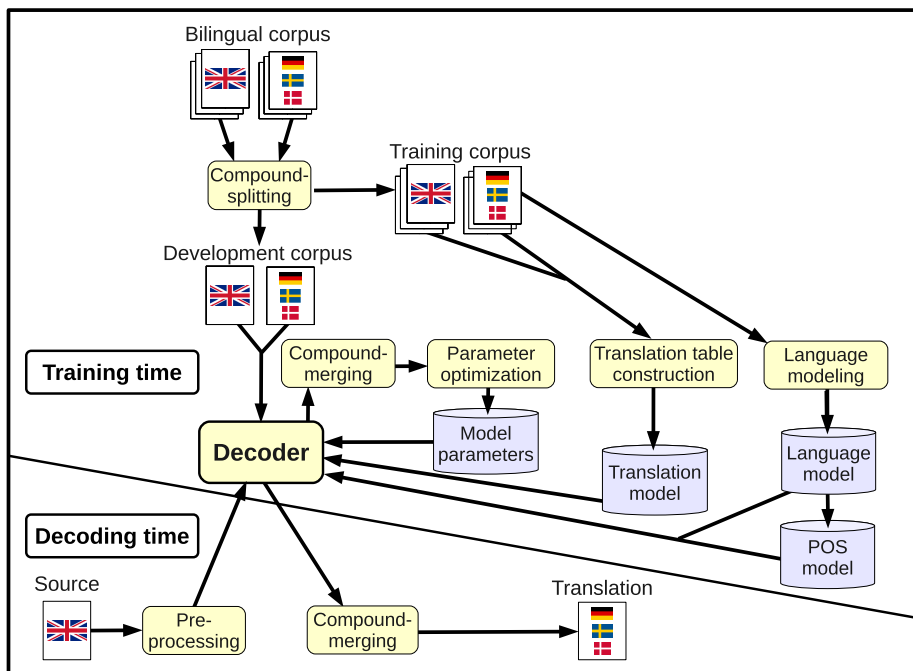 Bilingual corpus
Compound-
splitting
Training corpus
Development corpus
Training time
Compound-
merging
Parameter
optimization
Translation table
construction
Language
modeling
Decoder
Model
parameters
Translation
model
Language
model
POS
model
Decoding time
Source
Pre-
processing
Compound-
merging
Translation